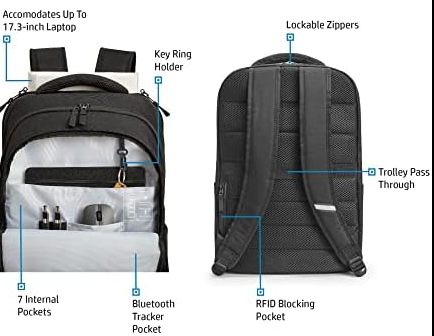 Accomodates Up To
17.3-inch Laptop
Key Ring
Holder
Lockable Zippers
Trolley Pass
Through
7 Internal
Pockets
Bluetooth
Tracker
Pocket
RFID Blocking
Pocket